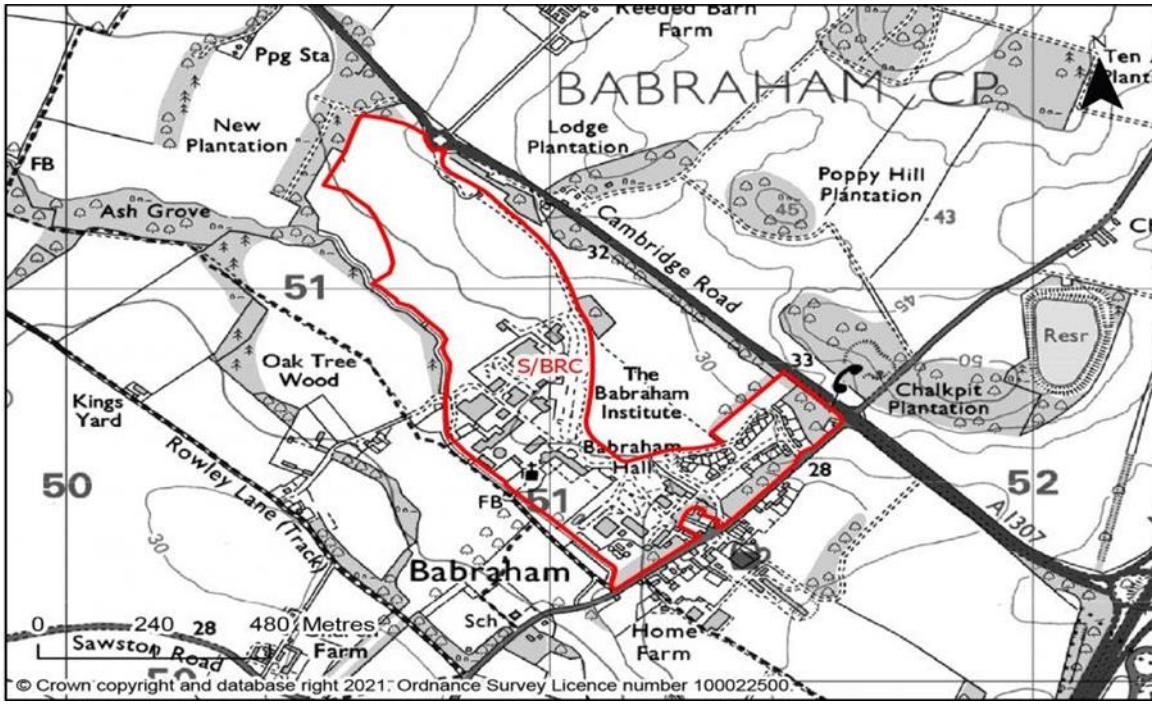 Reeded Barn
Farm
Ppg Sta
N
Ten
BABRAHAM CP
New
Plantation
Lodge
Plantation
FB
Poppy Hill
Plantation
45
43
Ash Grove
Cambridge Road
32
51
45
Resr
Oak Tree
Wood
S/BRC
30
33
50
The
Babraham
Institute
Chalkpit
Plantation
Kings
Yard
Babraham
Hall
28
50
52
Rowley Lane (Track)
FB
51
A1307
30
Babraham
0 240 480 Metres
28
Sch
Home
Farm
Sawston Road
Farm
© Crown copyright and database right 2021. Ordnance Survey Licence number 100022500.